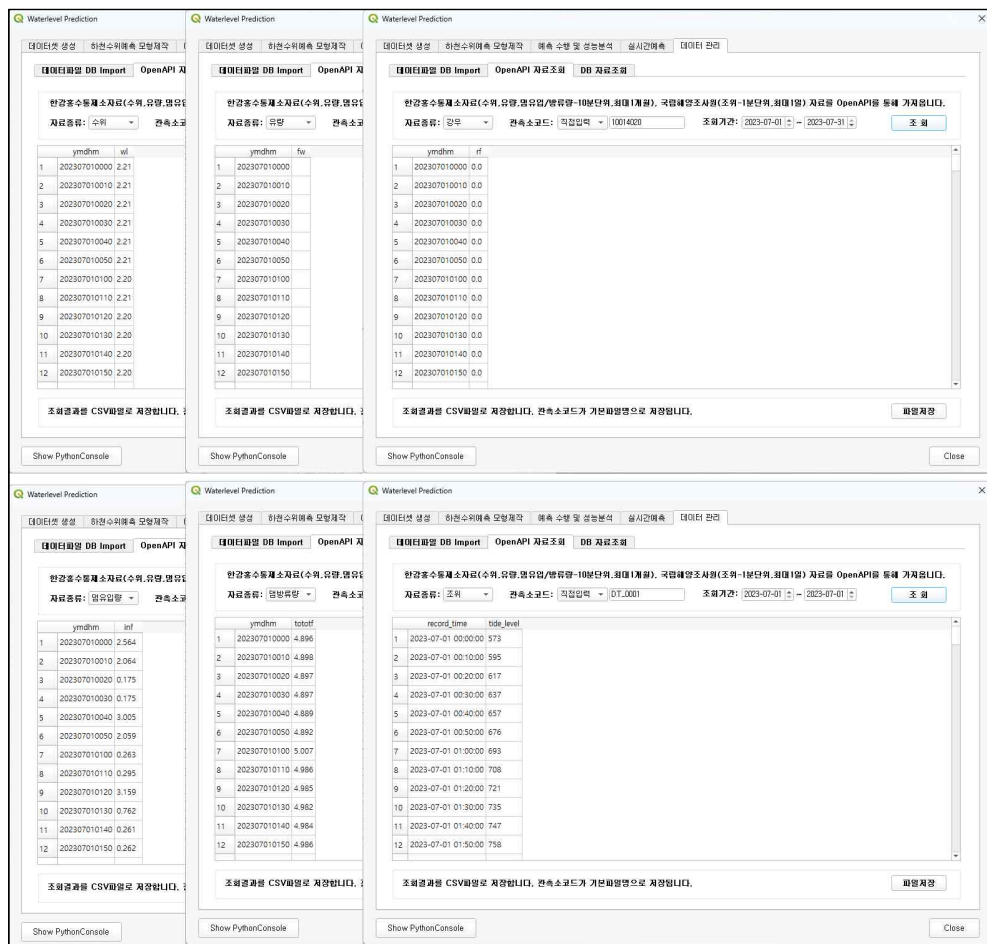 Waterlevel Prediction
데이터셋 생성 하천수위예측 모형제작
데이터파일 DB Import OpenAPI 자
한강홍수통제소자료(수위,유량,댐유입
자료종류: 수위 관측소코
ymdhm wl
1 202307010000 2.21
2 202307010010 2.21
3 202307010020 2.21
4 202307010030 2.21
5 202307010040 2.21
6 202307010050 2.21
7 202307010100 2.20
8 202307010110 2.21
9 202307010120 2.20
10 202307010130 2.20
11 202307010140 2.20
12 202307010150 2.20
조회결과를 CSV파일로 저장합니다.
Show PythonConsole
Waterlevel Prediction
데이터셋 생성 하천수위예측 모형제작
데이터파일 DB Import OpenAPI 자
한강홍수통제소자료(수위,유량,댐유입
자료종류: 유량 관측소코
ymdhm fw
1 202307010000
2 202307010010
3 202307010020
4 202307010030
5 202307010040
6 202307010050
7 202307010100
8 202307010110
9 202307010120
10 202307010130
11 202307010140
12 202307010150
조회결과를 CSV파일로 저장합니다.
Show PythonConsole
Waterlevel Prediction
데이터셋 생성 하천수위예측 모형제작 예측 수행 및 성능분석 실시간예측 데이터 관리
데이터파일 DB Import OpenAPI 자료조회 DB 자료조회
한강홍수통제소자료(수위,유량,댐유입/방류량-10분단위,최대1개월), 국립해양조사원(조위-1분단위,최대1일) 자료를 OpenAPI를 통해 가져옵니다.
자료종류: 강우 관측소코드: 직접입력 10014020 조회기간: 2023-07-01 ~ 2023-07-31 조 회
ymdhm rf
1 202307010000 0.0
2 202307010010 0.0
3 202307010020 0.0
4 202307010030 0.0
5 202307010040 0.0
6 202307010050 0.0
7 202307010100 0.0
8 202307010110 0.0
9 202307010120 0.0
10 202307010130 0.0
11 202307010140 0.0
12 202307010150 0.0
조회결과를 CSV파일로 저장합니다. 관측소코드가 기본파일명으로 저장됩니다. 파일저장
Show PythonConsole Close
Waterlevel Prediction
데이터셋 생성 하천수위예측 모형제작
데이터파일 DB Import OpenAPI 자
한강홍수통제소자료(수위,유량,댐유입
자료종류: 댐유입량 관측소코
ymdhm inf
1 202307010000 2.564
2 202307010010 2.064
3 202307010020 0.175
4 202307010030 0.175
5 202307010040 3.005
6 202307010050 2.059
7 202307010100 0.263
8 202307010110 0.295
9 202307010120 3.159
10 202307010130 0.762
11 202307010140 0.261
12 202307010150 0.262
조회결과를 CSV파일로 저장합니다.
Show PythonConsole
Waterlevel Prediction
데이터셋 생성 하천수위예측 모형제작
데이터파일 DB Import OpenAPI 자
한강홍수통제소자료(수위,유량,댐유입
자료종류: 댐방류량 관측소코
ymdhm tototf
1 202307010000 4.896
2 202307010010 4.898
3 202307010020 4.897
4 202307010030 4.897
5 202307010040 4.889
6 202307010050 4.892
7 202307010100 5.007
8 202307010110 4.986
9 202307010120 4.985
10 202307010130 4.982
11 202307010140 4.984
12 202307010150 4.986
조회결과를 CSV파일로 저장합니다.
Show PythonConsole
Waterlevel Prediction
데이터셋 생성 하천수위예측 모형제작 예측 수행 및 성능분석 실시간예측 데이터 관리
데이터파일 DB Import OpenAPI 자료조회 DB 자료조회
한강홍수통제소자료(수위,유량,댐유입/방류량-10분단위,최대1개월), 국립해양조사원(조위-1분단위,최대1일) 자료를 OpenAPI를 통해 가져옵니다.
자료종류: 조위 관측소코드: 직접입력 DT_0001 조회기간: 2023-07-01 ~ 2023-07-01 조 회
record_time tide_level
1 2023-07-01 00:00:00 573
2 2023-07-01 00:10:00 595
3 2023-07-01 00:20:00 617
4 2023-07-01 00:30:00 637
5 2023-07-01 00:40:00 657
6 2023-07-01 00:50:00 676
7 2023-07-01 01:00:00 693
8 2023-07-01 01:10:00 708
9 2023-07-01 01:20:00 721
10 2023-07-01 01:30:00 735
11 2023-07-01 01:40:00 747
12 2023-07-01 01:50:00 758
조회결과를 CSV파일로 저장합니다. 관측소코드가 기본파일명으로 저장됩니다. 파일저장
Show PythonConsole Close